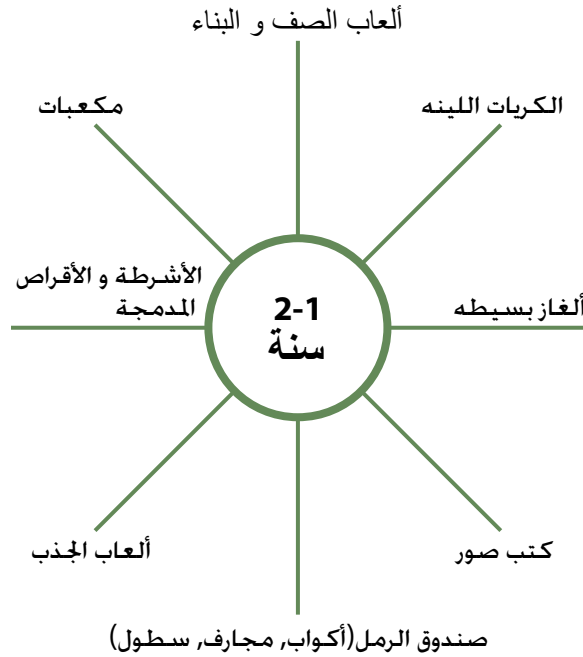 ألعاب الصف و البناء
الكريات اللينه
مكعبات
الأشرطة و الأقراص
المدمجة
2-1
سنة
ألغاز بسيطه
كتب صور
ألعاب الجذب
صندوق الرمل(أكواب, مجارف, سطول)